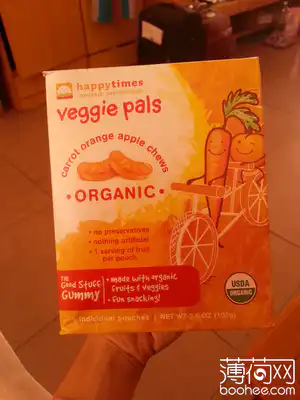 happytimes
veggie pals
carrot orange apple chews
• ORGANIC •
• no preservatives
• nothing artificial
• 1 serving of fruit
per pouch
THE
Good Stuff
GUMMY
• made with organic
fruits & veggies
• fun snacking!
USDA
ORGANIC
individual pouches | NET WT
薄荷网
boohee.com